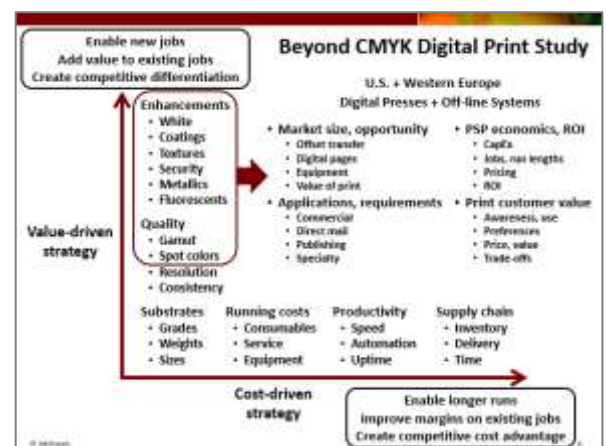 Enable new jobs
Add value to existing jobs
Create competitive differentiation
Beyond CMYK Digital Print Study
U.S. + Western Europe
Digital Presses + Off-line Systems
Enhancements
• White
• Coatings
• Textures
• Security
• Metallics
• Fluorescents
Quality
• Gamut
• Spot colors
• Resolution
• Consistency
• Market size, opportunity
• Offset transfer
• Digital pages
• Equipment
• Value of print
• Applications, requirements
• Commercial
• Direct mail
• Publishing
• Specialty
• PSP economics, ROI
• CapEx
• Jobs, run lengths
• Pricing
• ROI
• Print customer value
• Awareness, use
• Preferences
• Price, value
• Trade-offs
Value-driven
strategy
Substrates
• Grades
• Weights
• Sizes
Running costs
• Consumables
• Service
• Equipment
Productivity
• Speed
• Automation
• Uptime
Supply chain
• Inventory
• Delivery
• Time
Cost-driven
strategy
Enable longer runs
Improve margins on existing jobs
Create competitive cost advantage